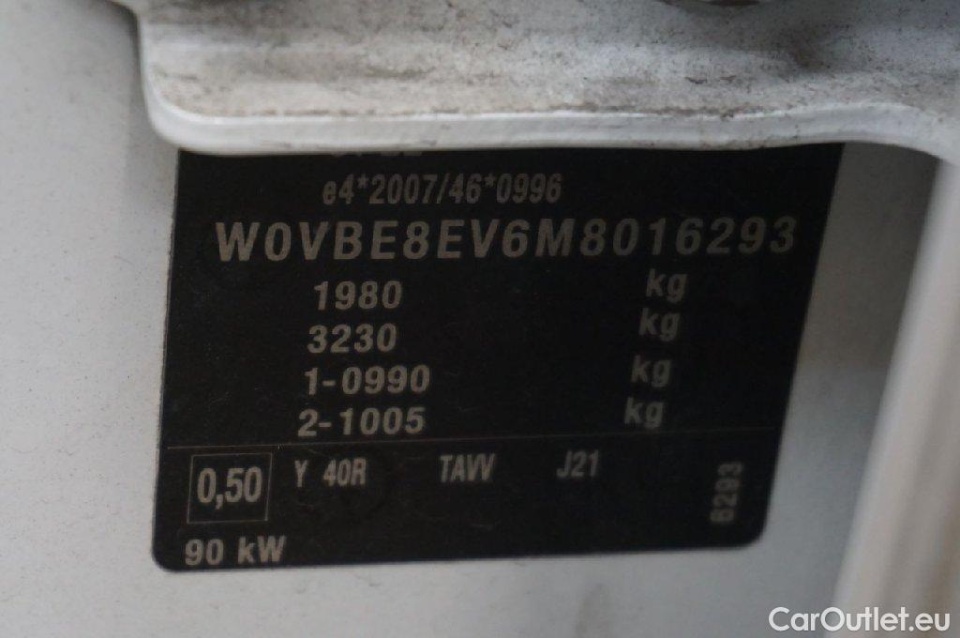 e4*2007/46*0996
W0VBE8EV6M8016293
1980 kg
3230 kg
1-0990 kg
2-1005 kg
0,50 Y 40R TAVV J21
6293
90 kW
CarOutlet.eu